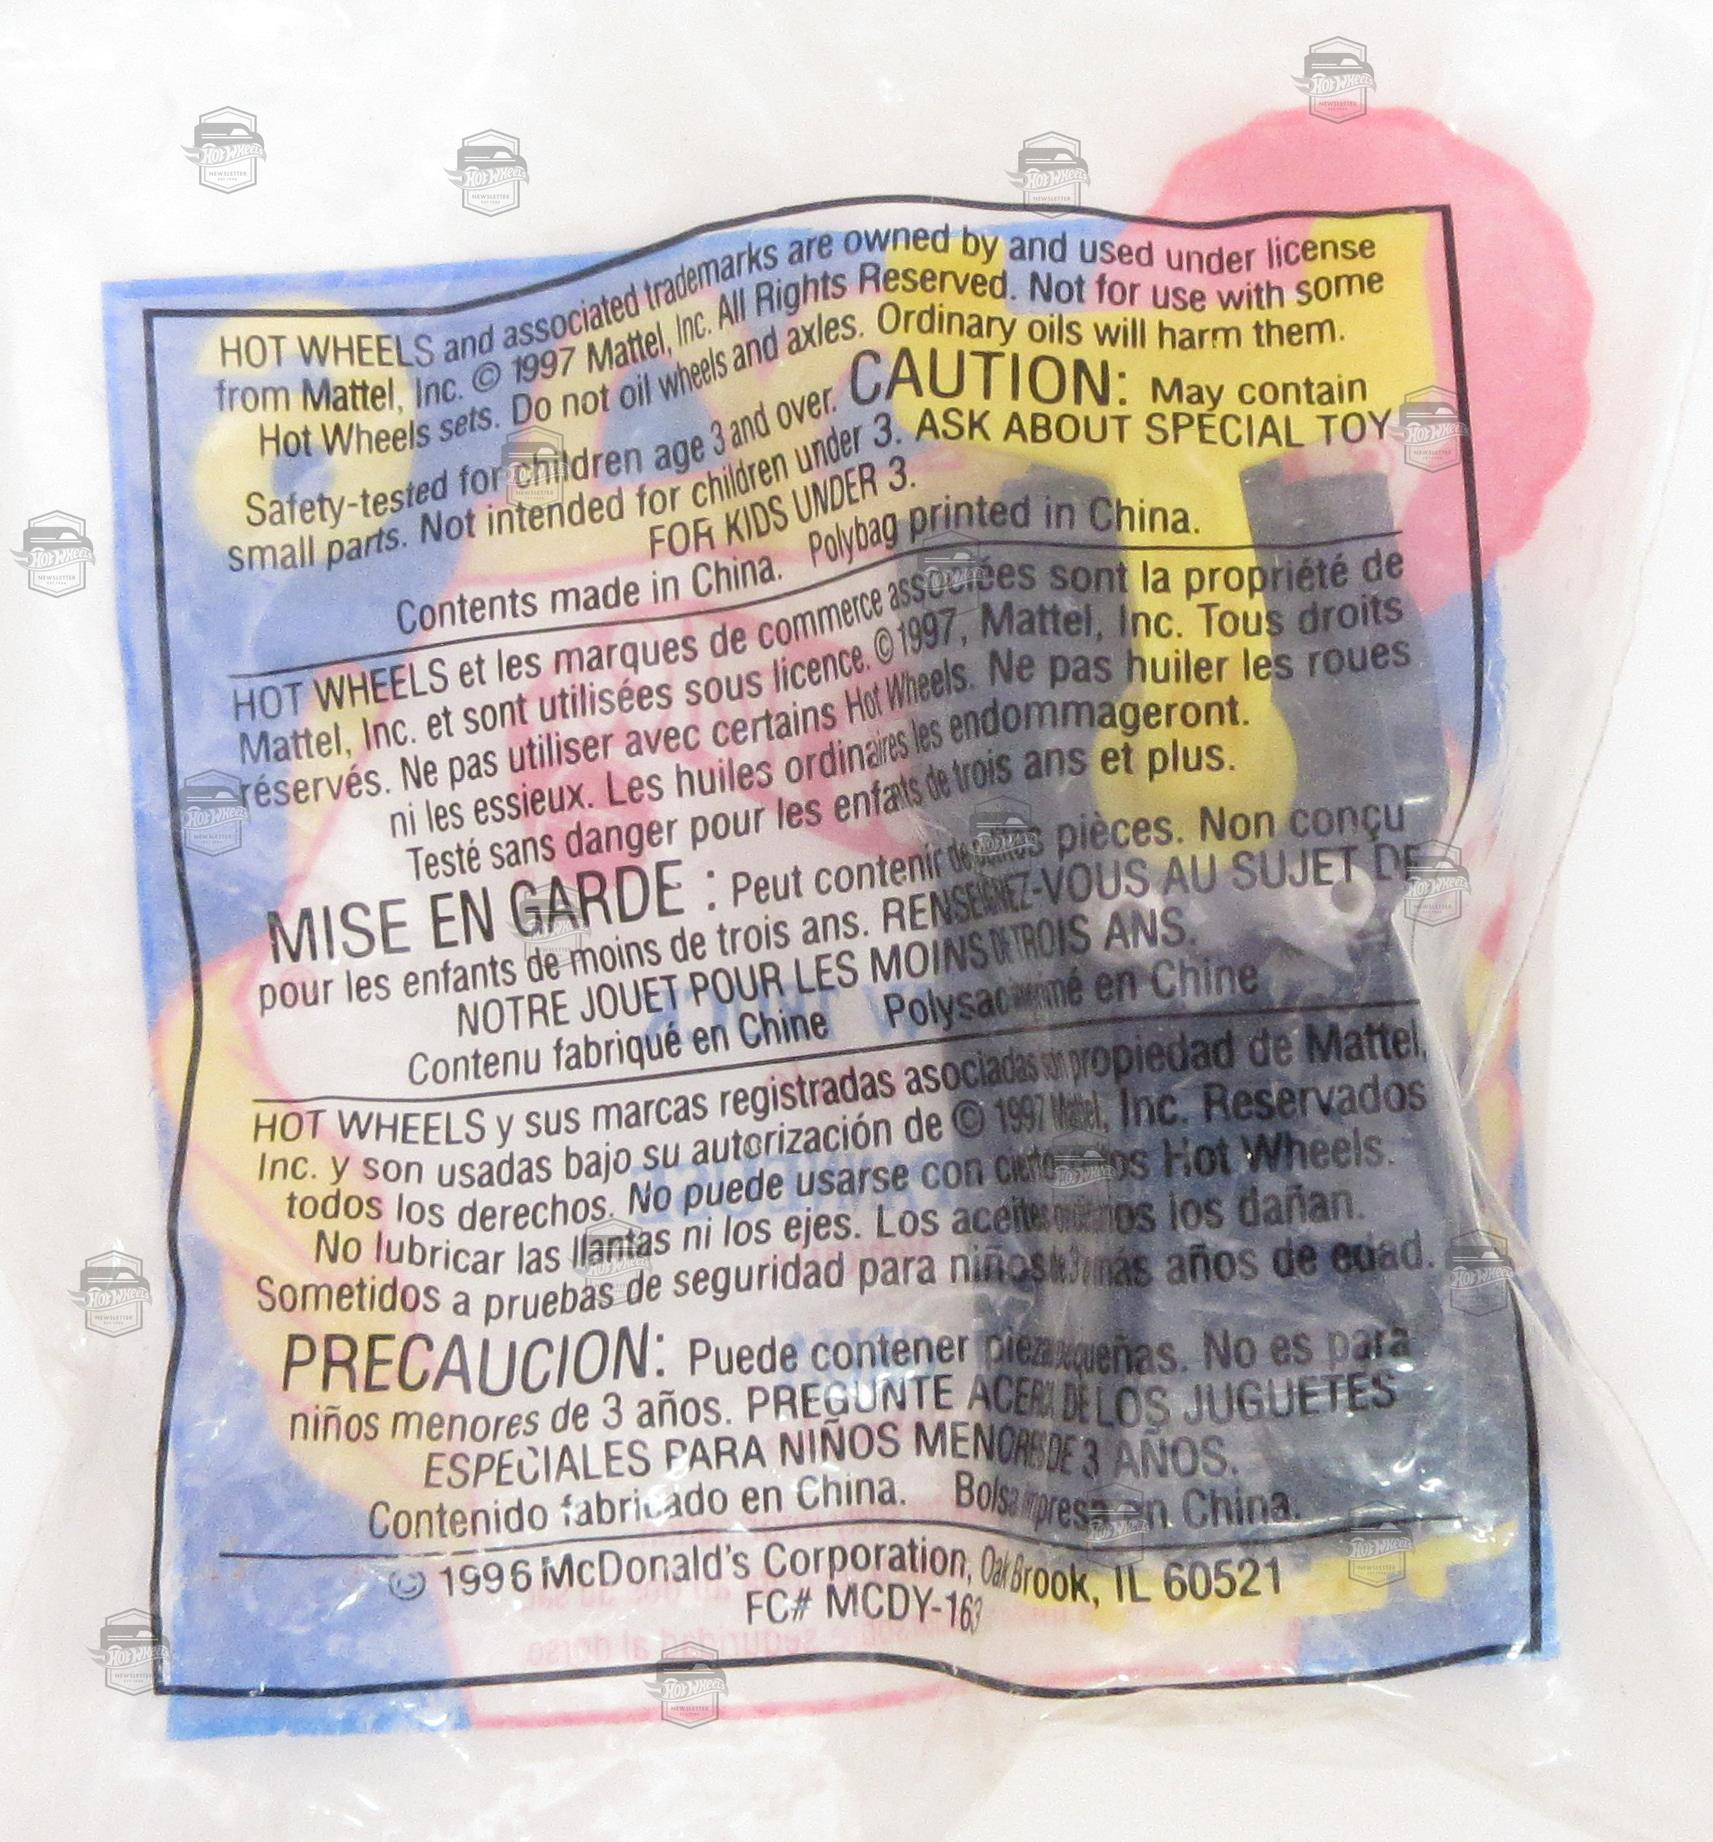 HOT WHEELS and associated trademarks are owned by and used under license
from Mattel, Inc. © 1997 Mattel, Inc. All Rights Reserved. Not for use with some
Hot Wheels sets. Do not oil wheels and axles. Ordinary oils will harm them.
Safety-tested for children age 3 and over. CAUTION: May contain
small parts. Not intended for children under 3. ASK ABOUT SPECIAL TOY
FOR KIDS UNDER 3.
Contents made in China. Polybag printed in China.
HOT WHEELS et les marques de commerce associées sont la propriété de
Mattel, Inc. et sont utilisées sous licence. © 1997, Mattel, Inc. Tous droits
réservés. Ne pas utiliser avec certains Hot Wheels. Ne pas huiler les roues
ni les essieux. Les huiles ordinaires les endommageront.
Testé sans danger pour les enfants de trois ans et plus.
MISE EN GARDE : Peut contenir de petites pièces. Non conçu
pour les enfants de moins de trois ans. RENSEIGNEZ-VOUS AU SUJET DE
NOTRE JOUET POUR LES MOINS DE TROIS ANS.
Contenu fabriqué en Chine Polysac imprimé en Chine
HOT WHEELS y sus marcas registradas asociadas son propiedad de Mattel,
Inc. y son usadas bajo su autorización de © 1997 Mattel, Inc. Reservados
todos los derechos. No puede usarse con Hot Wheels.
No lubricar las llantas ni los ejes. Los aceites ordinarios los dañan.
Sometidos a pruebas de seguridad para niños de 3 o más años de edad.
PRECAUCION: Puede contener piezas pequeñas. No es para
niños menores de 3 años. PREGUNTE ACERCA DE LOS JUGUETES
ESPECIALES PARA NIÑOS MENORES DE 3 AÑOS.
Contenido fabricado en China. Bolsa impresa en China.
© 1996 McDonald's Corporation, Oak Brook, IL 60521
FC# MCDY-163